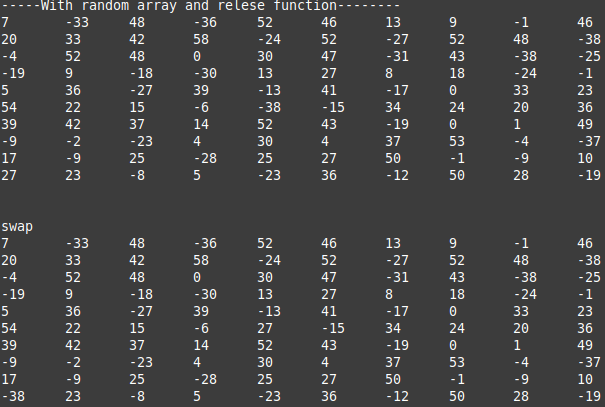 -----With random array and relese function--------
7 -33 48 -36 52 46 13 9 -1 46
20 33 42 58 -24 52 -27 52 48 -38
-4 52 48 0 30 47 -31 43 -38 -25
-19 9 -18 -30 13 27 8 18 -24 -1
5 36 -27 39 -13 41 -17 0 33 23
54 22 15 -6 -38 -15 34 24 20 36
39 42 37 14 52 43 -19 0 1 49
-9 -2 -23 4 30 4 37 53 -4 -37
17 -9 25 -28 25 27 50 -1 -9 10
27 23 -8 5 -23 36 -12 50 28 -19
swap
7 -33 48 -36 52 46 13 9 -1 46
20 33 42 58 -24 52 -27 52 48 -38
-4 52 48 0 30 47 -31 43 -38 -25
-19 9 -18 -30 13 27 8 18 -24 -1
5 36 -27 39 -13 41 -17 0 33 23
54 22 15 -6 27 -15 34 24 20 36
39 42 37 14 52 43 -19 0 1 49
-9 -2 -23 4 30 4 37 53 -4 -37
17 -9 25 -28 25 27 50 -1 -9 10
-38 23 -8 5 -23 36 -12 50 28 -19